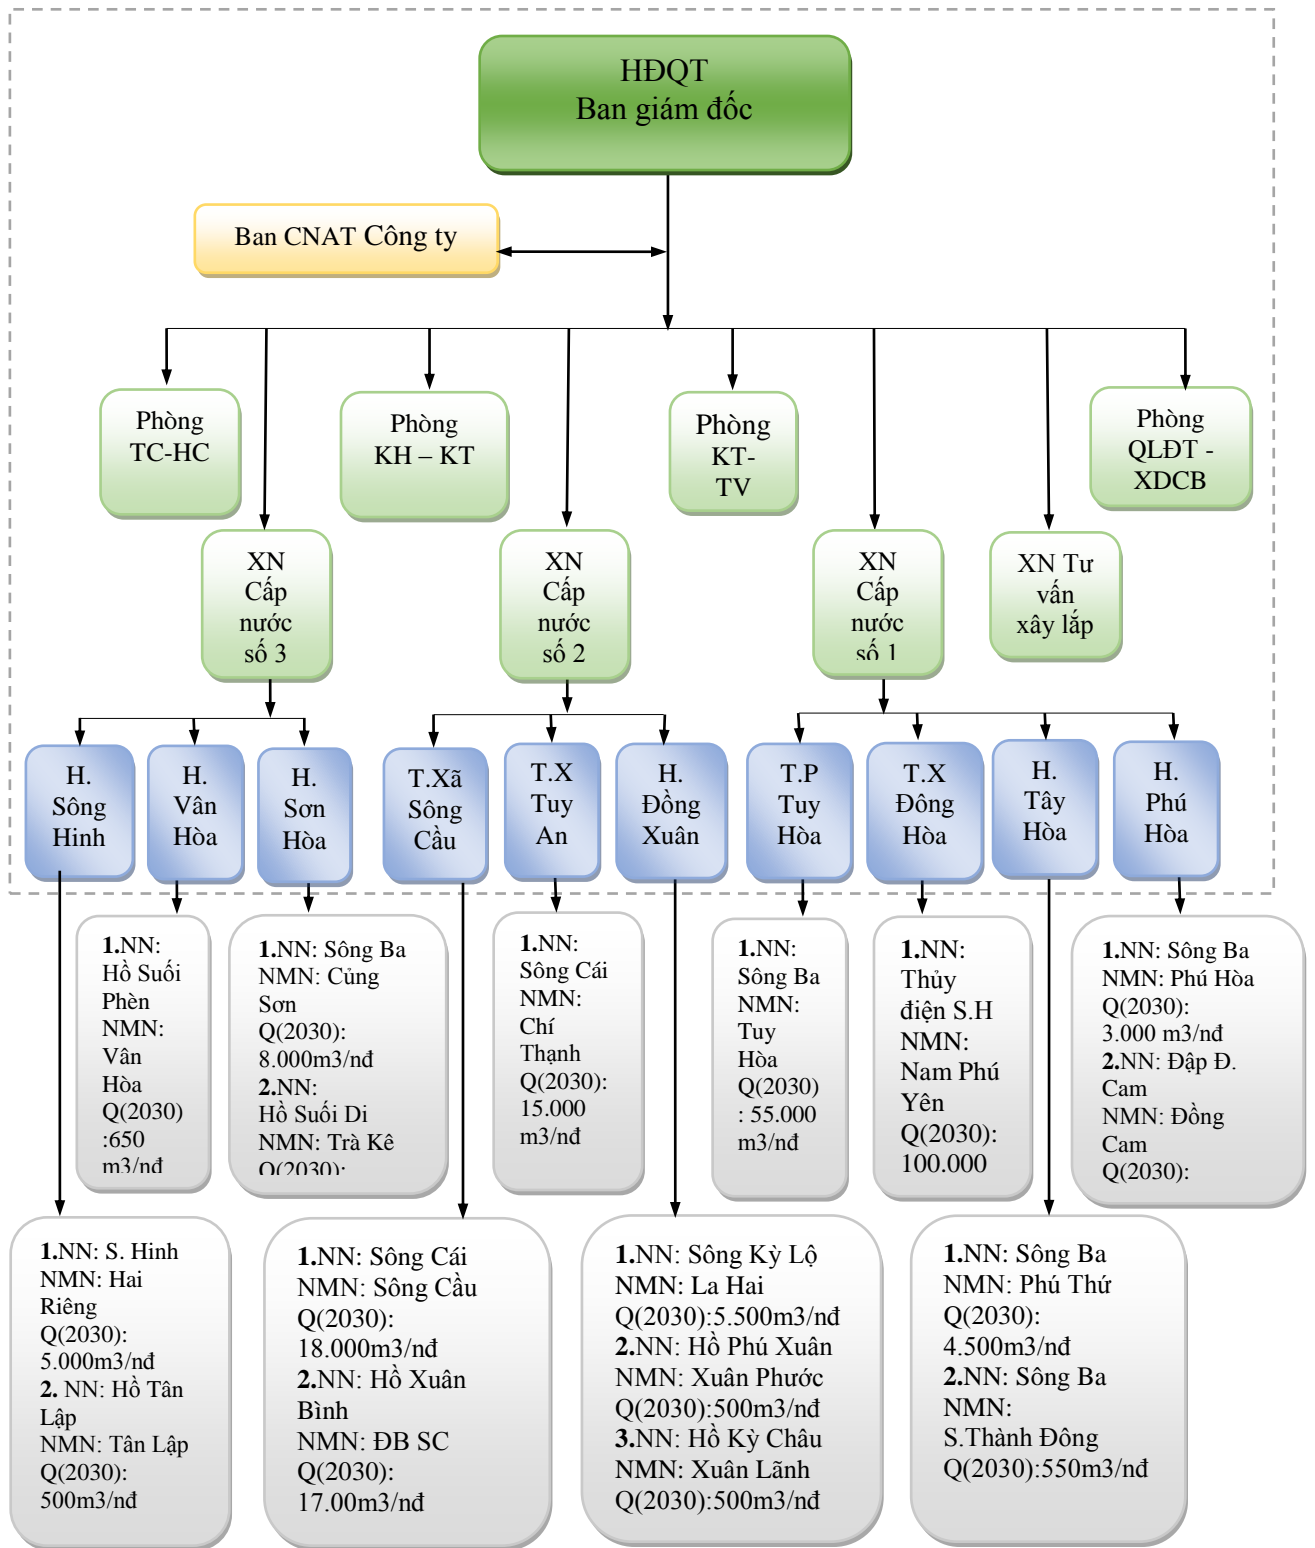 HĐQT
Ban giám đốc
Ban CNAT Công ty
Phòng
TC-HC
Phòng
KH – KT
Phòng
KT-
TV
Phòng
QLĐT -
XDCB
XN
Cấp
nước
số 3
XN
Cấp
nước
số 2
XN
Cấp
nước
số 1
XN Tư
vấn
xây lắp
H.
Sông
Hinh
H.
Vân
Hòa
H.
Sơn
Hòa
T.Xã
Sông
Cầu
T.X
Tuy
An
H.
Đồng
Xuân
T.P
Tuy
Hòa
T.X
Đông
Hòa
H.
Tây
Hòa
H.
Phú
Hòa
1.NN:
Hồ Suối
Phèn
NMN:
Vân
Hòa
Q(2030)
:650
m3/nđ
1.NN: Sông Ba
NMN: Củng
Sơn
Q(2030):
8.000m3/nđ
2.NN:
Hồ Suối Di
NMN: Trà Kê
Q(2030):
1.NN:
Sông Cái
NMN:
Chí
Thạnh
Q(2030):
15.000
m3/nđ
1.NN:
Sông Ba
NMN:
Tuy
Hòa
Q(2030)
: 55.000
m3/nđ
1.NN:
Thủy
điện S.H
NMN:
Nam Phú
Yên
Q(2030):
100.000
1.NN: Sông Ba
NMN: Phú Hòa
Q(2030):
3.000 m3/nđ
2.NN: Đập Đ.
Cam
NMN: Đồng
Cam
Q(2030):
1.NN: S. Hinh
NMN: Hai
Riêng
Q(2030):
5.000m3/nđ
2. NN: Hồ Tân
Lập
NMN: Tân Lập
Q(2030):
500m3/nđ
1.NN: Sông Cái
NMN: Sông Cầu
Q(2030):
18.000m3/nđ
2.NN: Hồ Xuân
Bình
NMN: ĐB SC
Q(2030):
17.00m3/nđ
1.NN: Sông Kỳ Lộ
NMN: La Hai
Q(2030):5.500m3/nđ
2.NN: Hồ Phú Xuân
NMN: Xuân Phước
Q(2030):500m3/nđ
3.NN: Hồ Kỳ Châu
NMN: Xuân Lãnh
Q(2030):500m3/nđ
1.NN: Sông Ba
NMN: Phú Thứ
Q(2030):
4.500m3/nđ
2.NN: Sông Ba
NMN:
S.Thành Đông
Q(2030):550m3/nđ